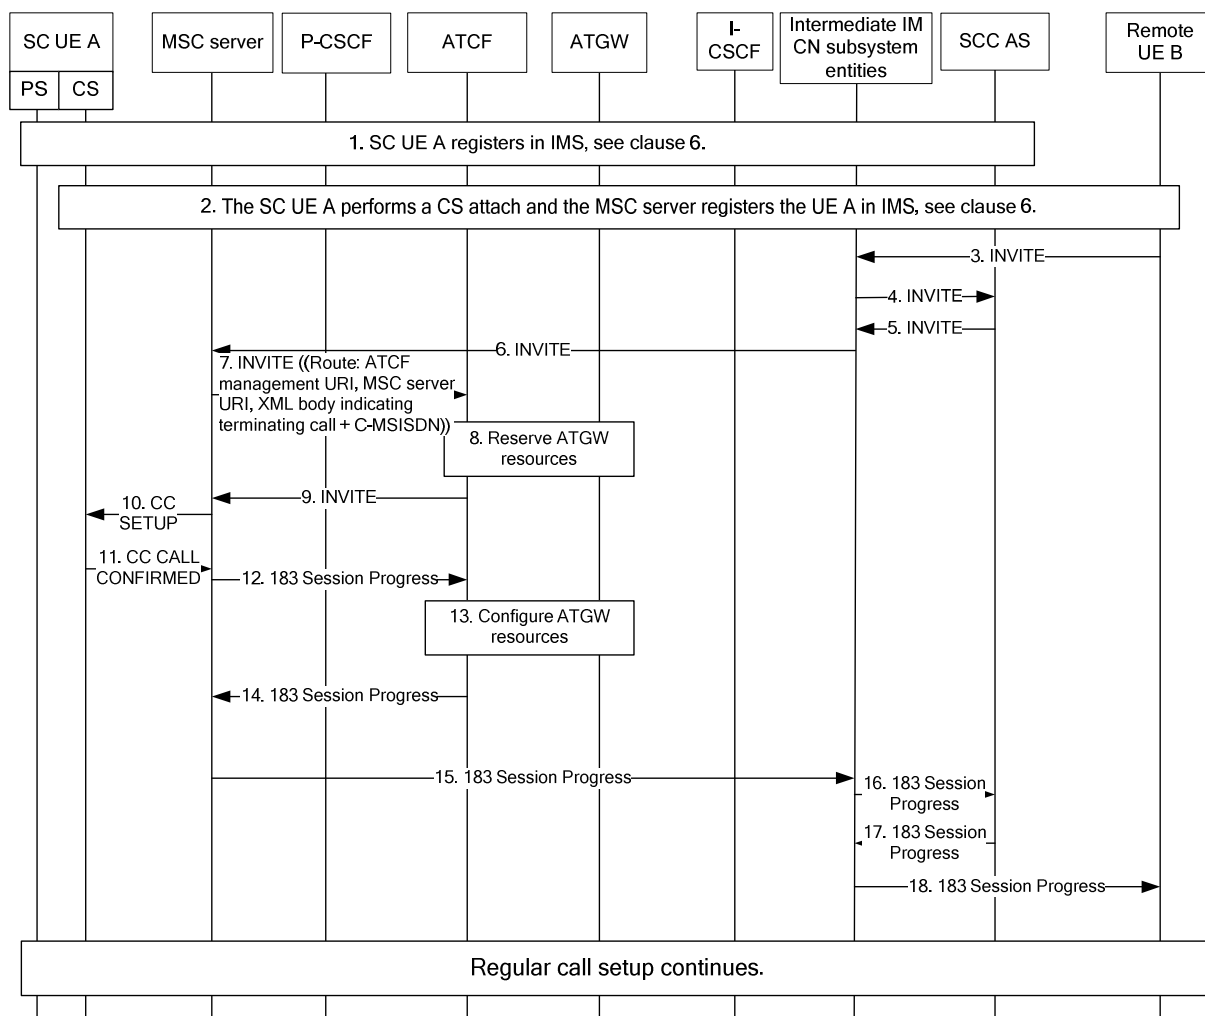 SC UE A
MSC server
P-CSCF
ATCF
ATGW
I-
CSCF
Intermediate IM
CN subsystem
entities
SCC AS
Remote
UE B
PS
CS
1. SC UE A registers in IMS, see clause 6.
2. The SC UE A performs a CS attach and the MSC server registers the UE A in IMS, see clause 6.
3. INVITE
4. INVITE
5. INVITE
6. INVITE
7. INVITE ((Route: ATCF
management URI, MSC server
URI, XML body indicating
terminating call + C-MSISDN))
8. Reserve ATGW
resources
9. INVITE
10. CC
SETUP
11. CC CALL
CONFIRMED
12. 183 Session Progress
13. Configure ATGW
resources
14. 183 Session Progress
15. 183 Session Progress
16. 183 Session
Progress
17. 183 Session
Progress
18. 183 Session Progress
Regular call setup continues.